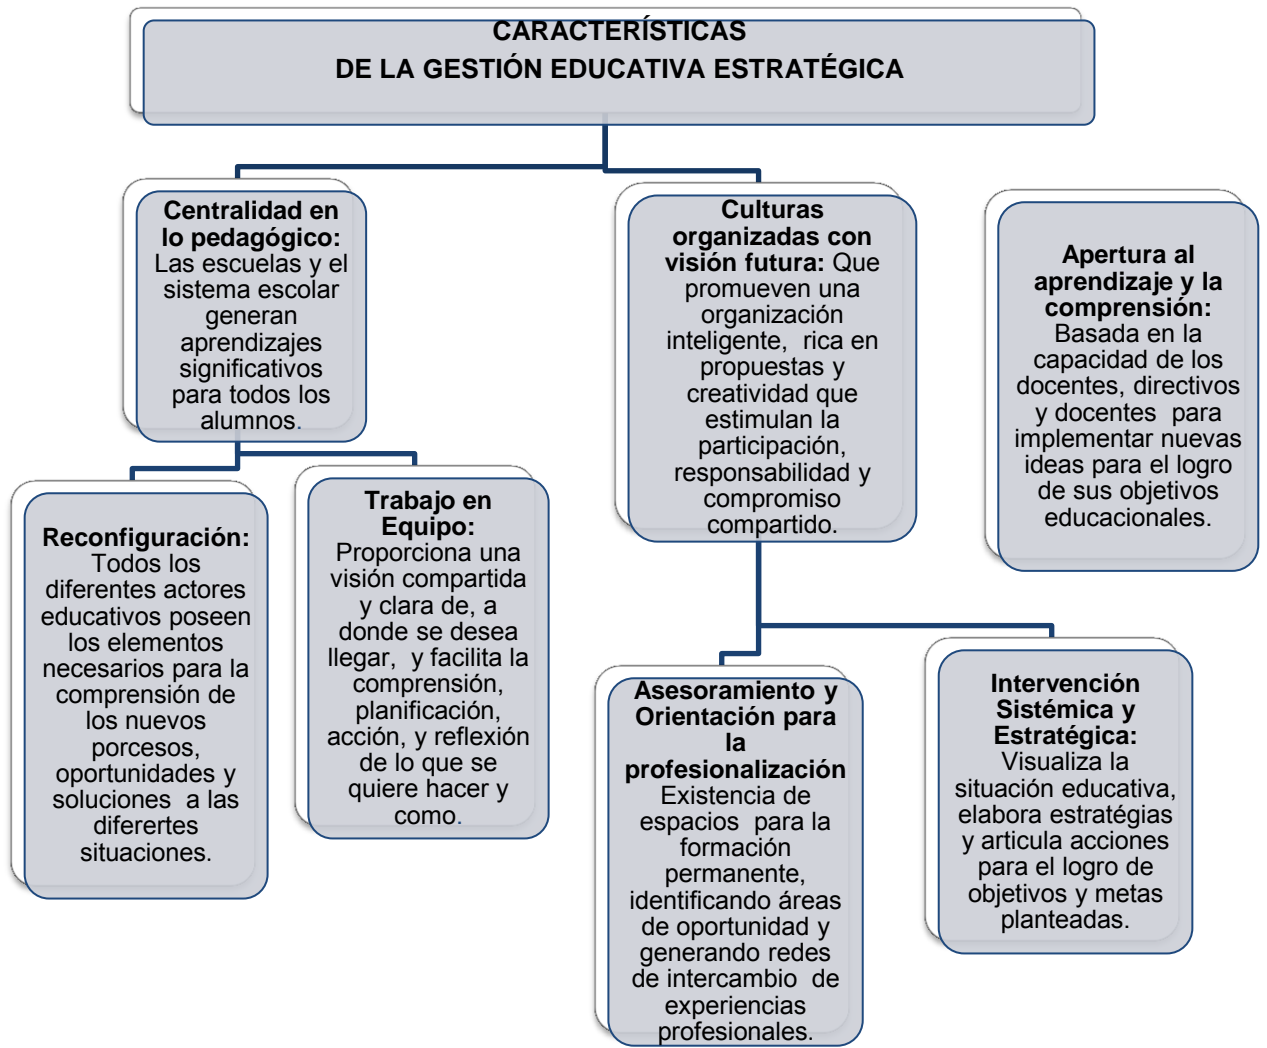 CARACTERÍSTICAS
DE LA GESTIÓN EDUCATIVA ESTRATÉGICA
Centralidad en
lo pedagógico:
Las escuelas y el
sistema escolar
generan
aprendizajes
significativos
para todos los
alumnos.
Culturas
organizadas con
visión futura: Que
promueven una
organización
inteligente, rica en
propuestas y
creatividad que
estimulan la
participación,
responsabilidad y
compromiso
compartido.
Apertura al
aprendizaje y la
comprensión:
Basada en la
capacidad de los
docentes, directivos
y docentes para
implementar nuevas
ideas para el logro
de sus objetivos
educacionales.
Reconfiguración:
Todos los
diferentes actores
educativos poseen
los elementos
necesarios para la
comprensión de
los nuevos
porcesos,
oportunidades y
soluciones a las
diferertes
situaciones.
Trabajo en
Equipo:
Proporciona una
visión compartida
y clara de, a
donde se desea
llegar, y facilita la
comprensión,
planificación,
acción, y reflexión
de lo que se
quiere hacer y
como.
Asesoramiento y
Orientación para
la
profesionalización
Existencia de
espacios para la
formación
permanente,
identificando áreas
de oportunidad y
generando redes
de intercambio de
experiencias
profesionales.
Intervención
Sistémica y
Estratégica:
Visualiza la
situación educativa,
elabora estratégias
y articula acciones
para el logro de
objetivos y metas
planteadas.